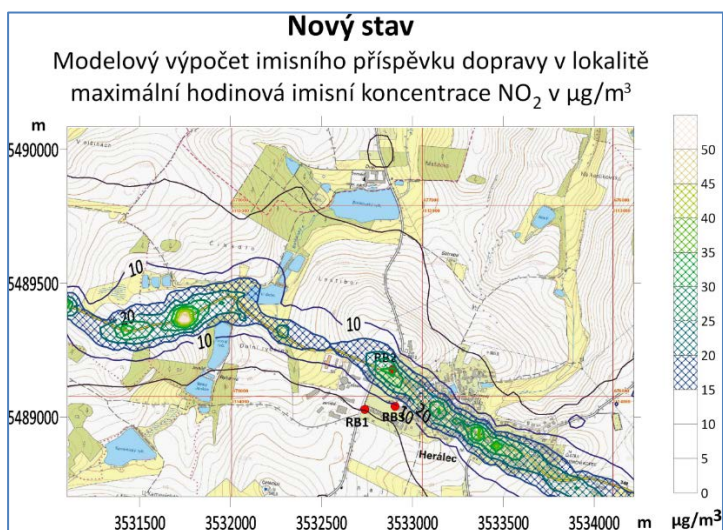 Nový stav
Modelový výpočet imisního příspěvku dopravy v lokalitě
maximální hodinová imisní koncentrace NO₂ v µg/m³
m
5490000
5489500
5489000
10
10
20
10
10
20
RB2
RB1
RB3
Herálec
3531500
3532000
3532500
3533000
3533500
3534000
m
50
45
40
35
30
25
20
15
10
5
0
µg/m³